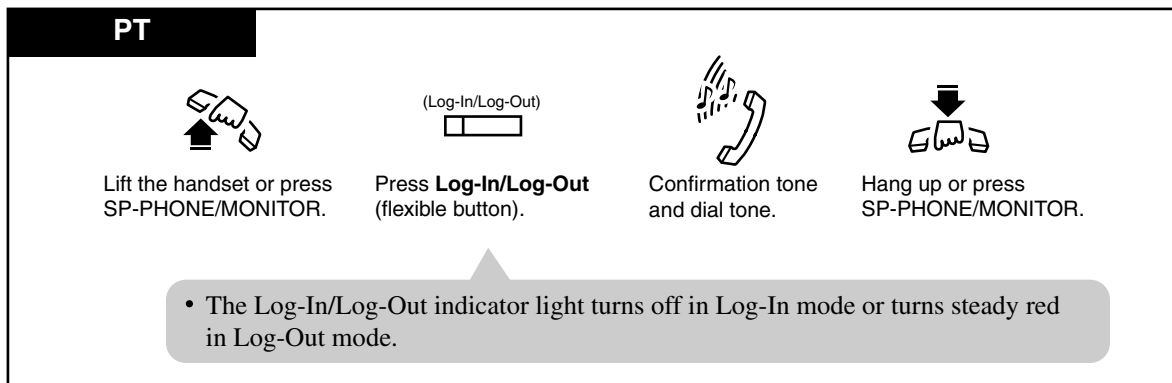 PT
(Log-In/Log-Out)
Lift the handset or press
SP-PHONE/MONITOR.
Press Log-In/Log-Out
(flexible button).
Confirmation tone
and dial tone.
Hang up or press
SP-PHONE/MONITOR.
• The Log-In/Log-Out indicator light turns off in Log-In mode or turns steady red
in Log-Out mode.